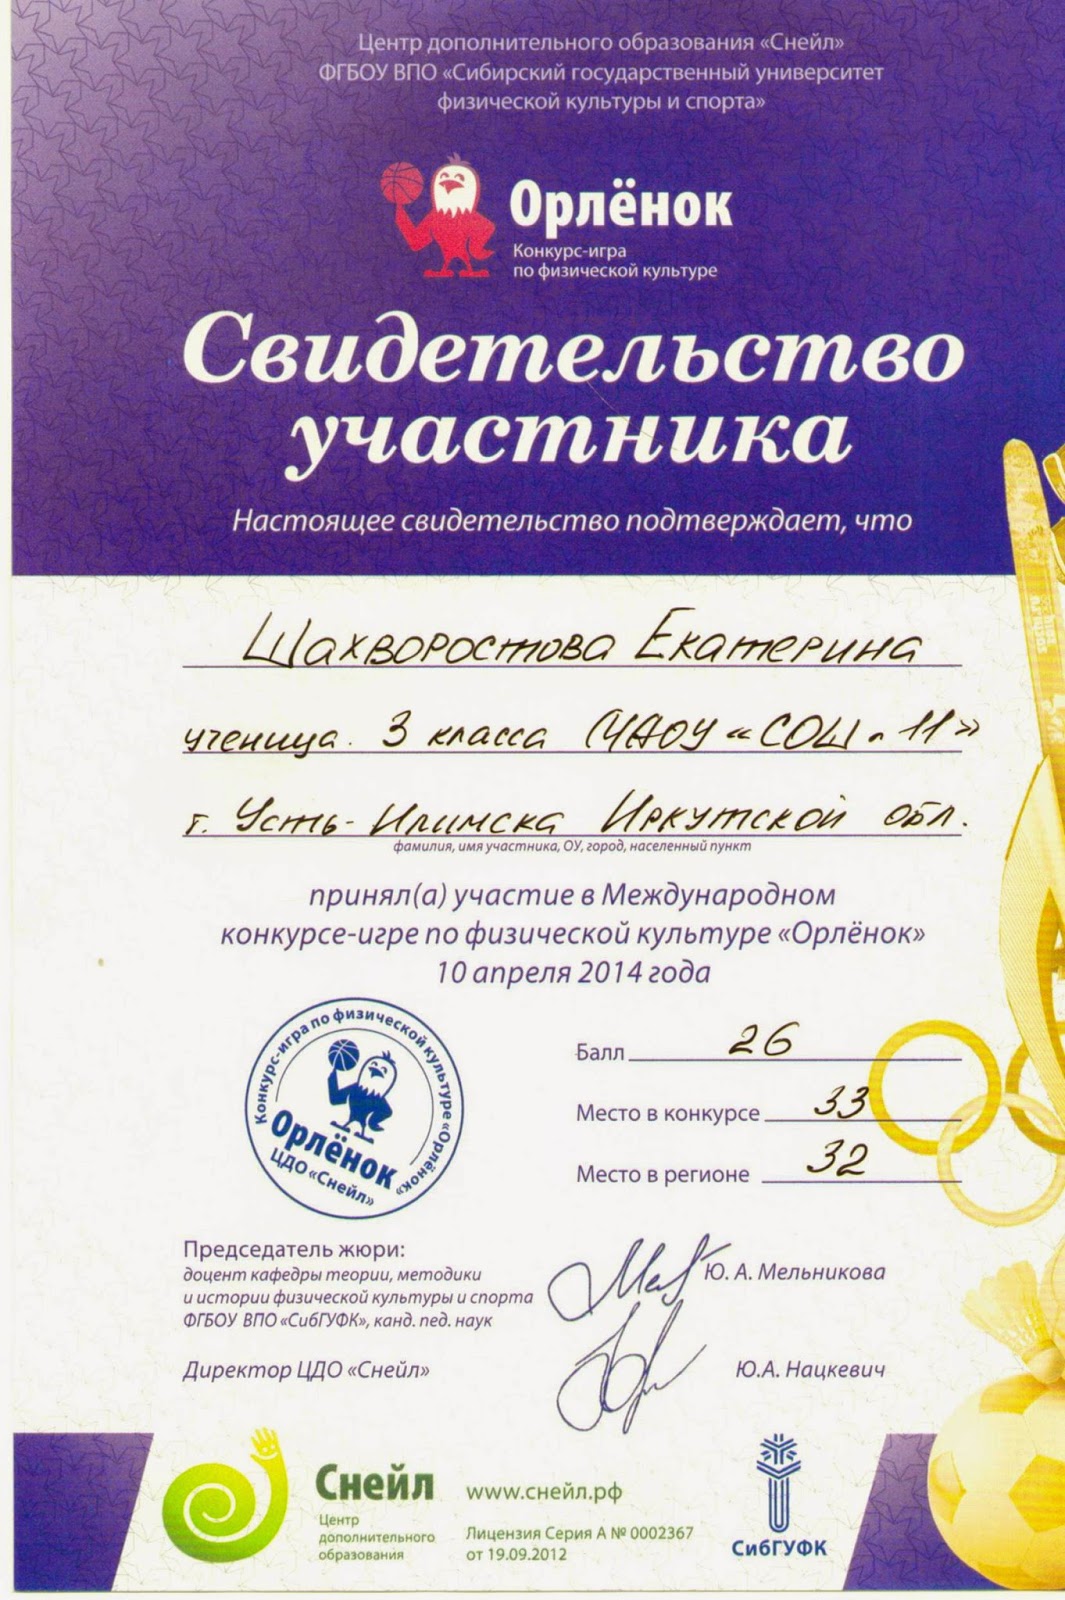 Центр дополнительного образования «Снейл»
ФГБОУ ВПО «Сибирский государственный университет
физической культуры и спорта»
Орлёнок
Конкурс-игра
по физической культуре
Свидетельство
участника
Настоящее свидетельство подтверждает, что
Шахворостова Екатерина
ученица 3 класса МАОУ «СОШ № 11»
г. Усть-Илимска Иркутской обл.
фамилия, имя участника, ОУ, город, населенный пункт
принял(а) участие в Международном
конкурсе-игре по физической культуре «Орлёнок»
10 апреля 2014 года
Конкурс-игра по физической культуре «Орлёнок»
Орлёнок
ЦДО «Снейл»
Балл 26
Место в конкурсе 33
Место в регионе 32
Председатель жюри:
доцент кафедры теории, методики
и истории физической культуры и спорта
ФГБОУ ВПО «СибГУФК», канд. пед. наук
Ю. А. Мельникова
Директор ЦДО «Снейл»
Ю.А. Нацкевич
Снейл
Центр
дополнительного
образования
www.снейл.рф
Лицензия Серия А № 0002367
от 19.09.2012
СибГУФК